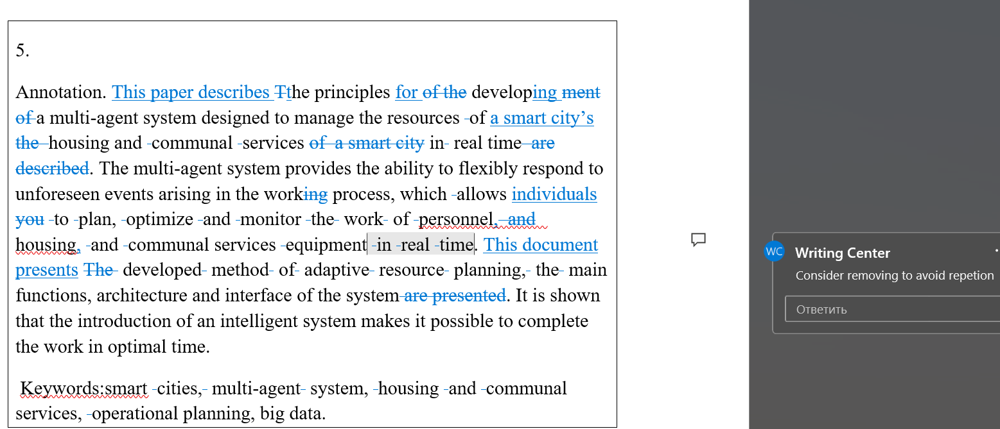 5.
Annotation. This paper describes Tthe principles for of the developing ment
of a multi-agent system designed to manage the resources of a smart city’s
the housing and communal services of a smart city in real time are
described. The multi-agent system provides the ability to flexibly respond to
unforeseen events arising in the working process, which allows individuals
you to plan, optimize and monitor the work of personnel, and
housing, and communal services equipment in real time. This document
presents The developed method of adaptive resource planning, the main
functions, architecture and interface of the system are presented. It is shown
that the introduction of an intelligent system makes it possible to complete
the work in optimal time.
Keywords:smart cities, multi-agent system, housing and communal
services, operational planning, big data.
WC
Writing Center
Consider removing to avoid repetion
Ответить